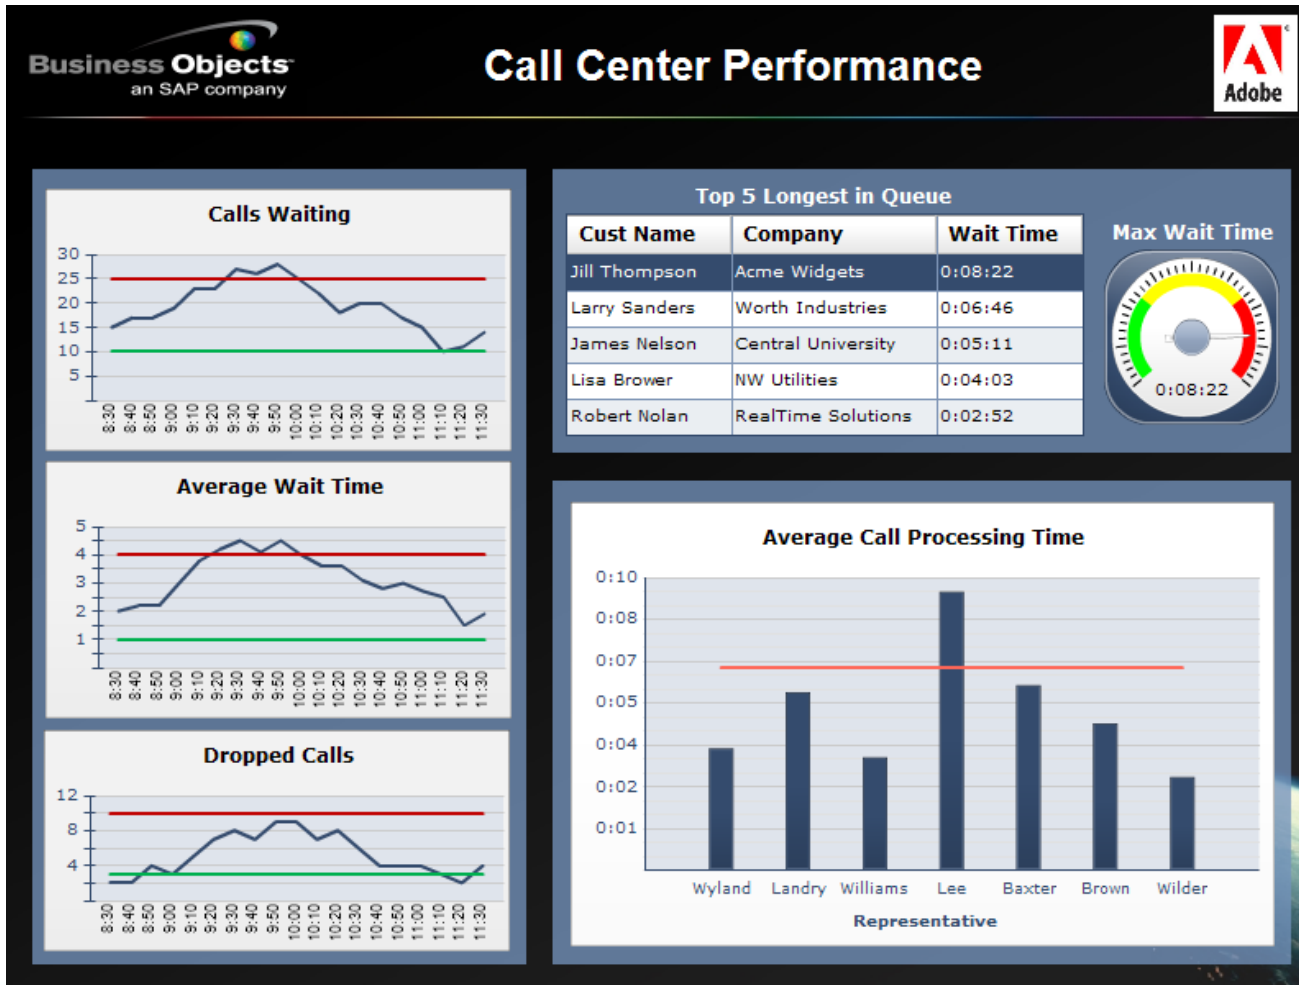 Business Objects
an SAP company
Call Center Performance
Adobe
Calls Waiting
30
25
20
15
10
5
8:30 8:40 8:50 9:00 9:10 9:20 9:30 9:40 9:50 10:00 10:10 10:20 10:30 10:40 10:50 11:00 11:10 11:20 11:30
Average Wait Time
5
4
3
2
1
8:30 8:40 8:50 9:00 9:10 9:20 9:30 9:40 9:50 10:00 10:10 10:20 10:30 10:40 10:50 11:00 11:10 11:20 11:30
Dropped Calls
12
8
4
8:30 8:40 8:50 9:00 9:10 9:20 9:30 9:40 9:50 10:00 10:10 10:20 10:30 10:40 10:50 11:00 11:10 11:20 11:30
Top 5 Longest in Queue
Cust Name Company Wait Time
Jill Thompson Acme Widgets 0:08:22
Larry Sanders Worth Industries 0:06:46
James Nelson Central University 0:05:11
Lisa Brower NW Utilities 0:04:03
Robert Nolan RealTime Solutions 0:02:52
Max Wait Time
0:08:22
Average Call Processing Time
0:10
0:08
0:07
0:05
0:04
0:02
0:01
Wyland Landry Williams Lee Baxter Brown Wilder
Representative